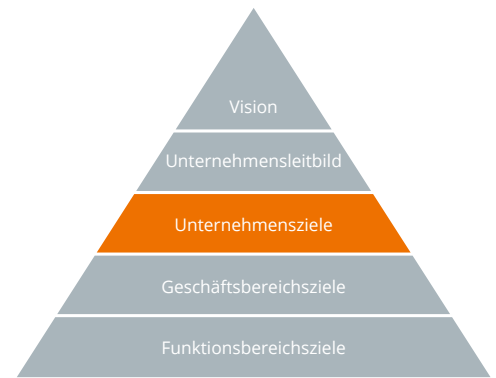 Vision
Unternehmensleitbild
Unternehmensziele
Geschäftsbereichsziele
Funktionsbereichsziele